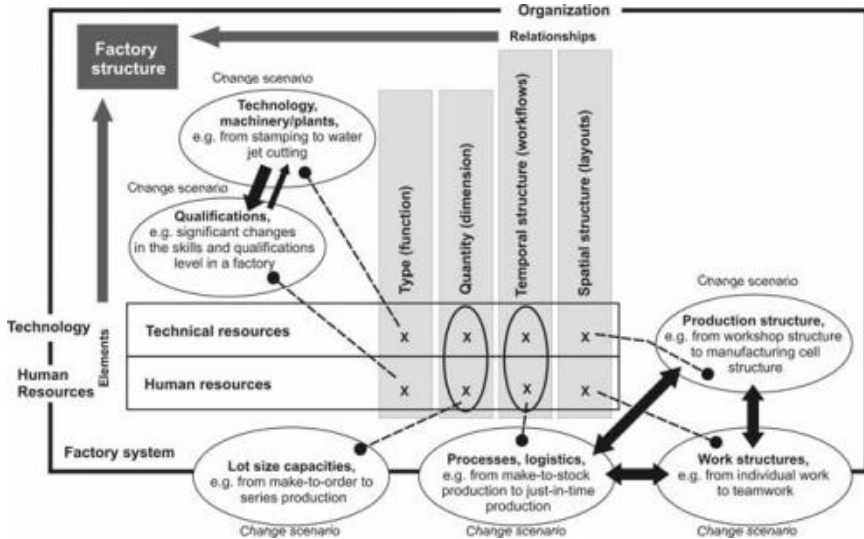 Organization
Relationships
Factory
structure
Change scenario
Technology,
machinery/plants,
e.g. from stamping to water
jet cutting
Change scenario
Qualifications,
e.g. significant changes
in the skills and qualifications
level in a factory
Type (function)
Quantity (dimension)
Temporal structure (workflows)
Spatial structure (layouts)
Change scenario
Production structure,
e.g. from workshop structure
to manufacturing cell
structure
Technology
Human
Resources
Elements
Technical resources
x x x x
Human resources
x x x x
Factory system
Lot size capacities,
e.g. from make-to-order to
series production
Change scenario
Processes, logistics,
e.g. from make-to-stock
production to just-in-time
production
Change scenario
Work structures,
e.g. from individual work
to teamwork
Change scenario